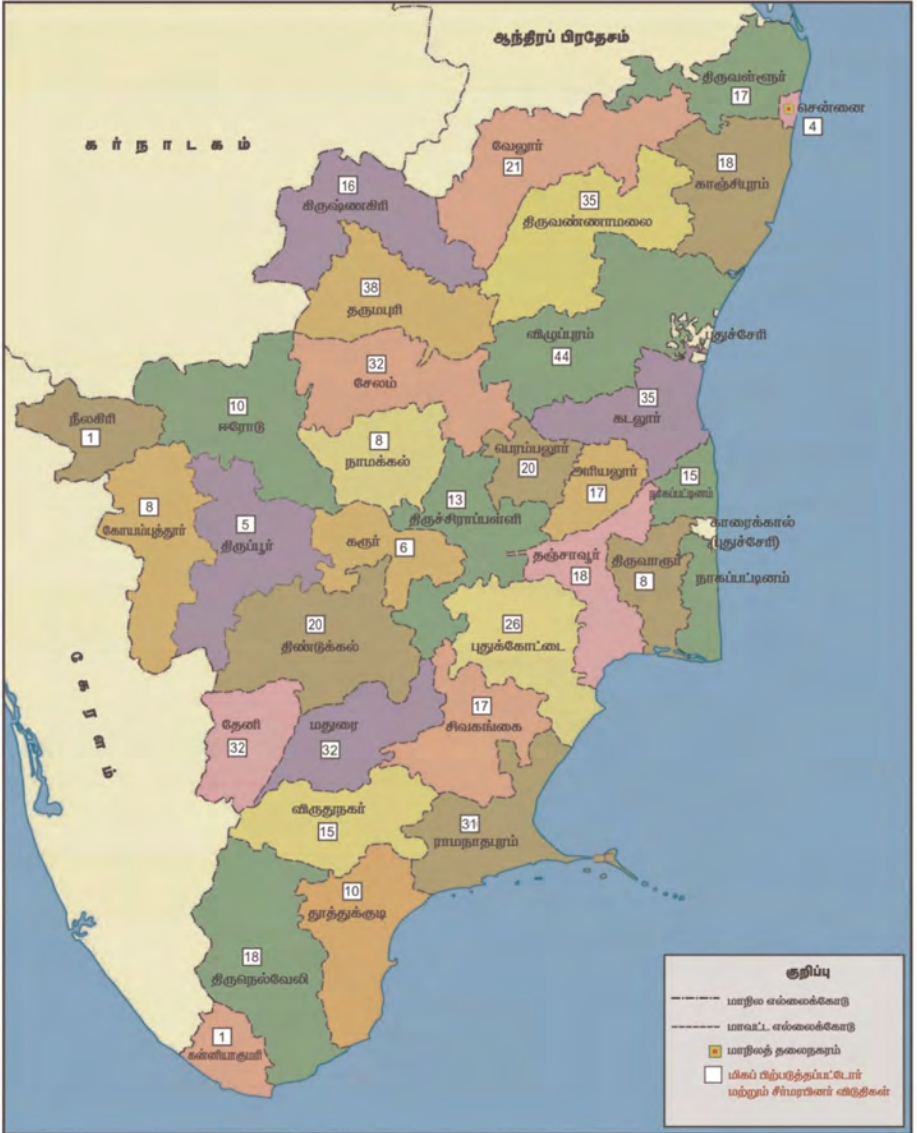 ஆந்திரப் பிரதேசம்
திருவள்ளூர்
17
சென்னை
4
கர்நாடகம்
வேலூர்
21
18
காஞ்சிபுரம்
16
கிருஷ்ணகிரி
35
திருவண்ணாமலை
38
தருமபுரி
விழுப்புரம்
44
புதுச்சேரி
32
சேலம்
35
கடலூர்
நீலகிரி
1
10
ஈரோடு
8
நாமக்கல்
பெரம்பலூர்
20
அரியலூர்
17
15
நாகப்பட்டினம்
8
கோயம்புத்தூர்
5
திருப்பூர்
கரூர்
6
13
திருச்சிராப்பள்ளி
தஞ்சாவூர்
18
திருவாரூர்
8
காரைக்கால்
(புதுச்சேரி)
நாகப்பட்டினம்
20
திண்டுக்கல்
26
புதுக்கோட்டை
கேரளம்
தேனி
32
மதுரை
32
17
சிவகங்கை
விருதுநகர்
15
31
ராமநாதபுரம்
10
தூத்துக்குடி
18
திருநெல்வேலி
1
கன்னியாகுமரி
குறிப்பு
மாநில எல்லைக்கோடு
மாவட்ட எல்லைக்கோடு
மாநிலத் தலைநகரம்
மிகப் பிற்படுத்தப்பட்டோர்
மற்றும் சீர்மரபினர் விடுதிகள்